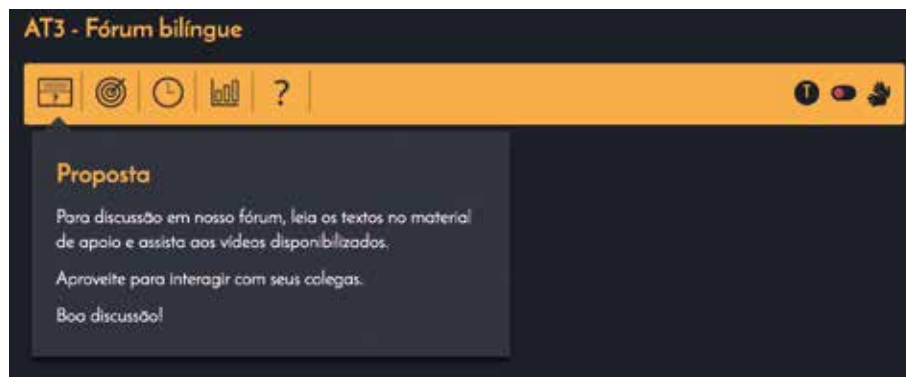 AT3 - Fórum bilíngue
?
T
Proposta
Para discussão em nosso fórum, leia os textos no material
de apoio e assista aos vídeos disponibilizados.
Aproveite para interagir com seus colegas.
Boa discussão!